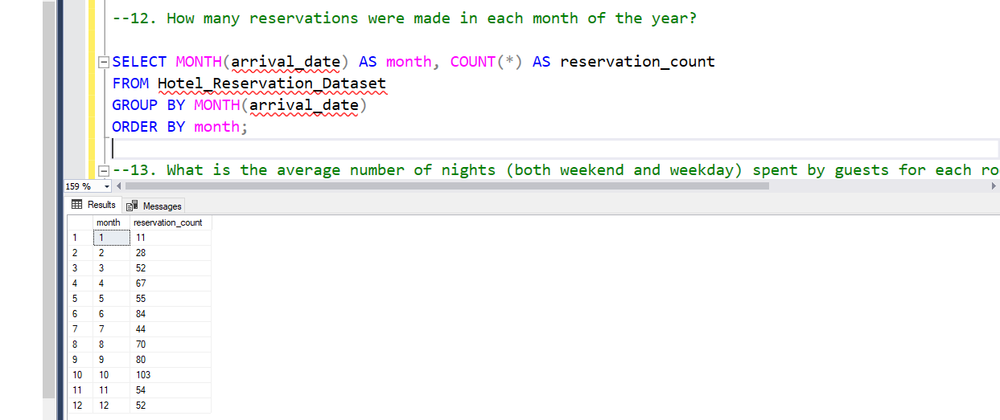 --12. How many reservations were made in each month of the year?
SELECT MONTH(arrival_date) AS month, COUNT(*) AS reservation_count
FROM Hotel_Reservation_Dataset
GROUP BY MONTH(arrival_date)
ORDER BY month;
--13. What is the average number of nights (both weekend and weekday) spent by guests for each ro
159 %
Results Messages
month reservation_count
1 1 11
2 2 28
3 3 52
4 4 67
5 5 55
6 6 84
7 7 44
8 8 70
9 9 80
10 10 103
11 11 54
12 12 52